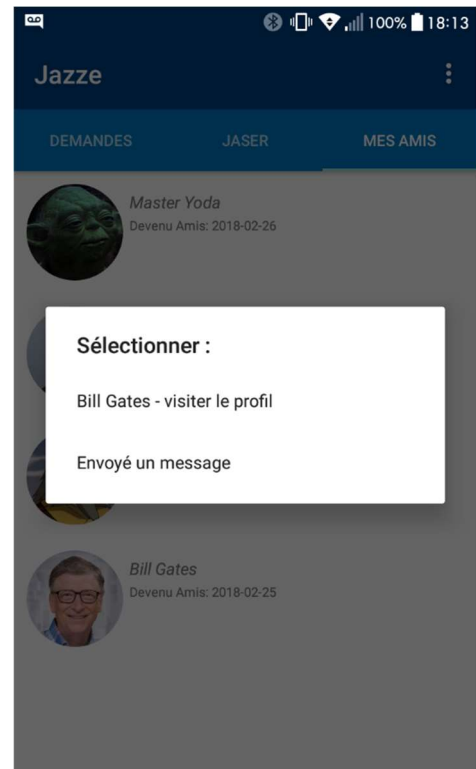 100% 18:13
Jazze
DEMANDES JASER MES AMIS
Master Yoda
Devenu Amis: 2018-02-26
Sélectionner :
Bill Gates - visiter le profil
Envoyé un message
Bill Gates
Devenu Amis: 2018-02-25